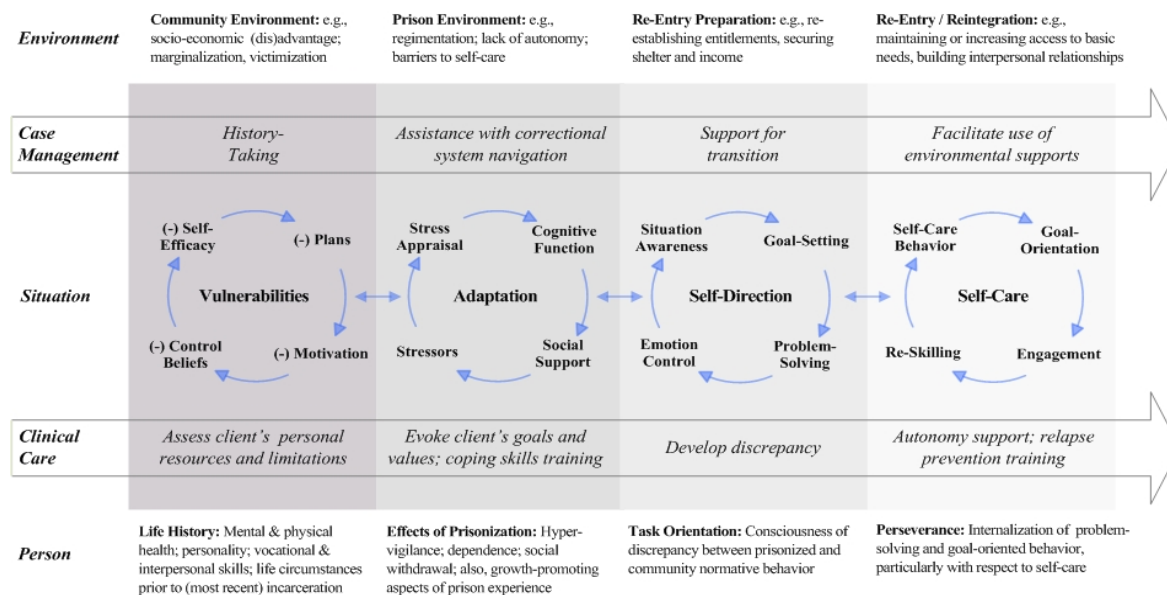 Environment
Community Environment: e.g.,
socio-economic (dis)advantage;
marginalization, victimization
Prison Environment: e.g.,
regimentation; lack of autonomy;
barriers to self-care
Re-Entry Preparation: e.g., re-
establishing entitlements, securing
shelter and income
Re-Entry / Reintegration: e.g.,
maintaining or increasing access to basic
needs, building interpersonal relationships
Case
Management
History-
Taking
Assistance with correctional
system navigation
Support for
transition
Facilitate use of
environmental supports
Situation
(-) Self-
Efficacy
(-) Plans
Vulnerabilities
(-) Control
Beliefs
(-) Motivation
Stress
Appraisal
Cognitive
Function
Adaptation
Stressors
Social
Support
Situation
Awareness
Goal-Setting
Self-Direction
Emotion
Control
Problem-
Solving
Self-Care
Behavior
Goal-
Orientation
Self-Care
Re-Skilling
Engagement
Clinical
Care
Assess client's personal
resources and limitations
Evoke client's goals and
values; coping skills training
Develop discrepancy
Autonomy support; relapse
prevention training
Person
Life History: Mental & physical
health; personality; vocational &
interpersonal skills; life circumstances
prior to (most recent) incarceration
Effects of Prisonization: Hyper-
vigilance; dependence; social
withdrawal; also, growth-promoting
aspects of prison experience
Task Orientation: Consciousness of
discrepancy between prisonized and
community normative behavior
Perseverance: Internalization of problem-
solving and goal-oriented behavior,
particularly with respect to self-care